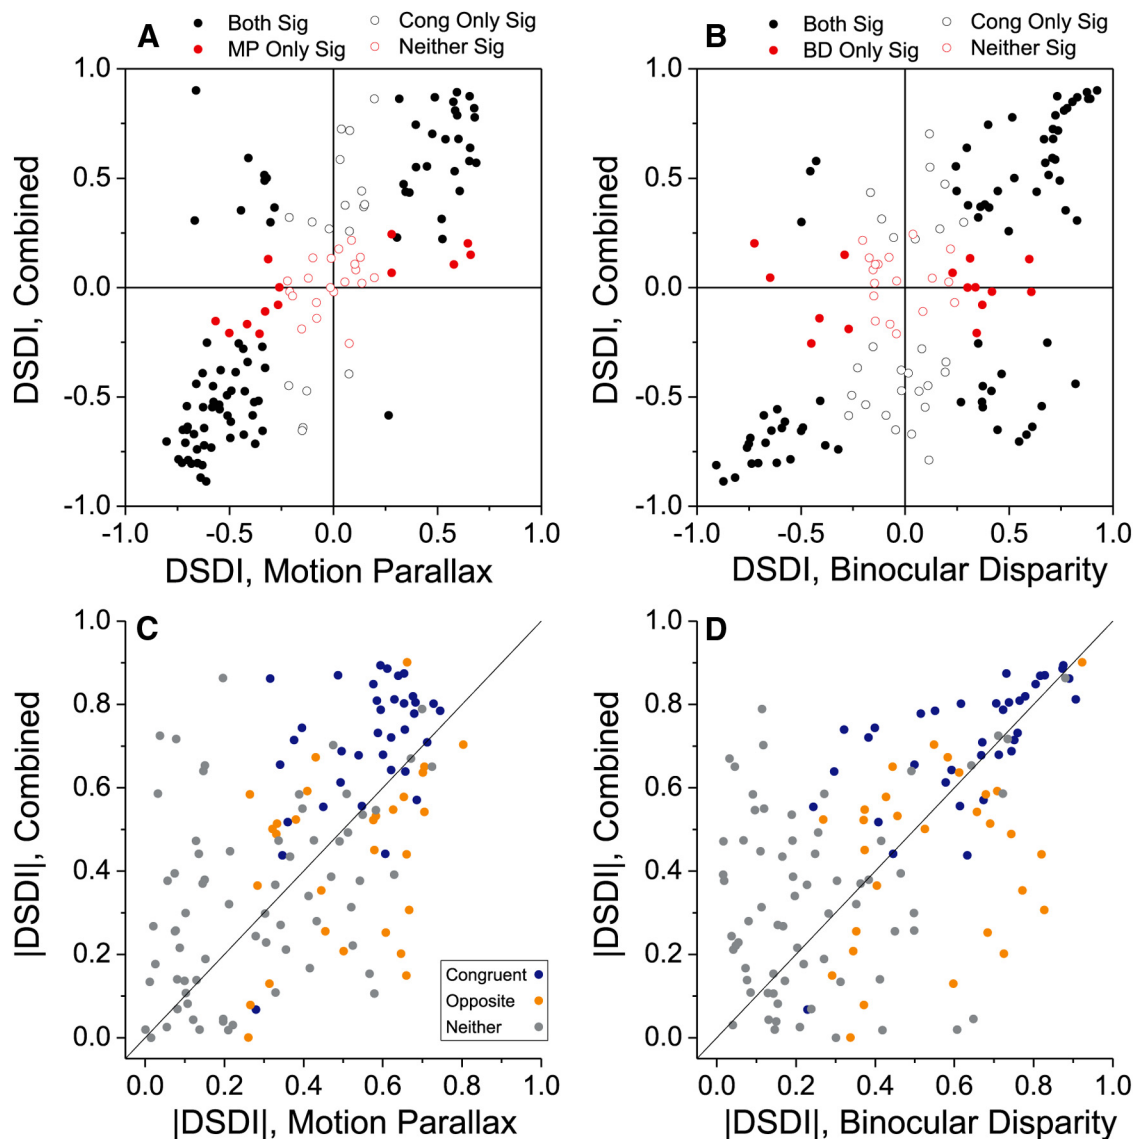 A
Both Sig
Cong Only Sig
MP Only Sig
Neither Sig
DSDI, Combined
1.0
0.5
0.0
-0.5
-1.0
-1.0 -0.5 0.0 0.5 1.0
DSDI, Motion Parallax
B
Both Sig
Cong Only Sig
BD Only Sig
Neither Sig
DSDI, Combined
1.0
0.5
0.0
-0.5
-1.0
-1.0 -0.5 0.0 0.5 1.0
DSDI, Binocular Disparity
C
|DSDI|, Combined
1.0
0.8
0.6
0.4
0.2
0.0
Congruent
Opposite
Neither
0.0 0.2 0.4 0.6 0.8 1.0
|DSDI|, Motion Parallax
D
|DSDI|, Combined
1.0
0.8
0.6
0.4
0.2
0.0
0.0 0.2 0.4 0.6 0.8 1.0
|DSDI|, Binocular Disparity